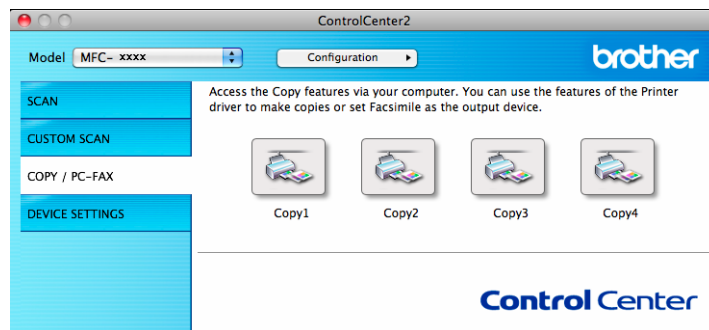 ControlCenter2
Model MFC- xxxx Configuration brother
SCAN
CUSTOM SCAN
COPY / PC-FAX
DEVICE SETTINGS
Access the Copy features via your computer. You can use the features of the Printer
driver to make copies or set Facsimile as the output device.
Copy1 Copy2 Copy3 Copy4
Control Center